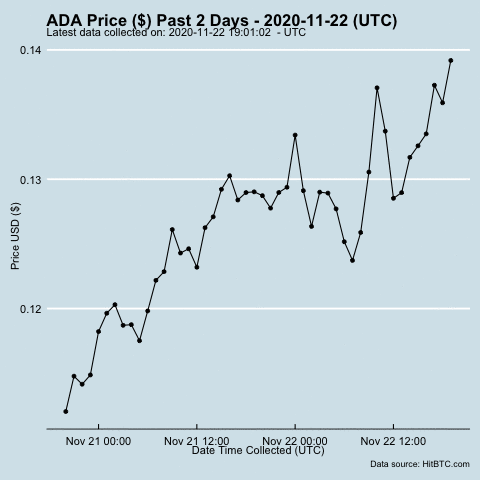 ADA Price ($) Past 2 Days - 2020-11-22 (UTC)
Latest data collected on: 2020-11-22 19:01:02 - UTC
0.14
0.13
0.12
Price USD ($)
Nov 21 00:00 Nov 21 12:00 Nov 22 00:00 Nov 22 12:00
Date Time Collected (UTC)
Data source: HitBTC.com